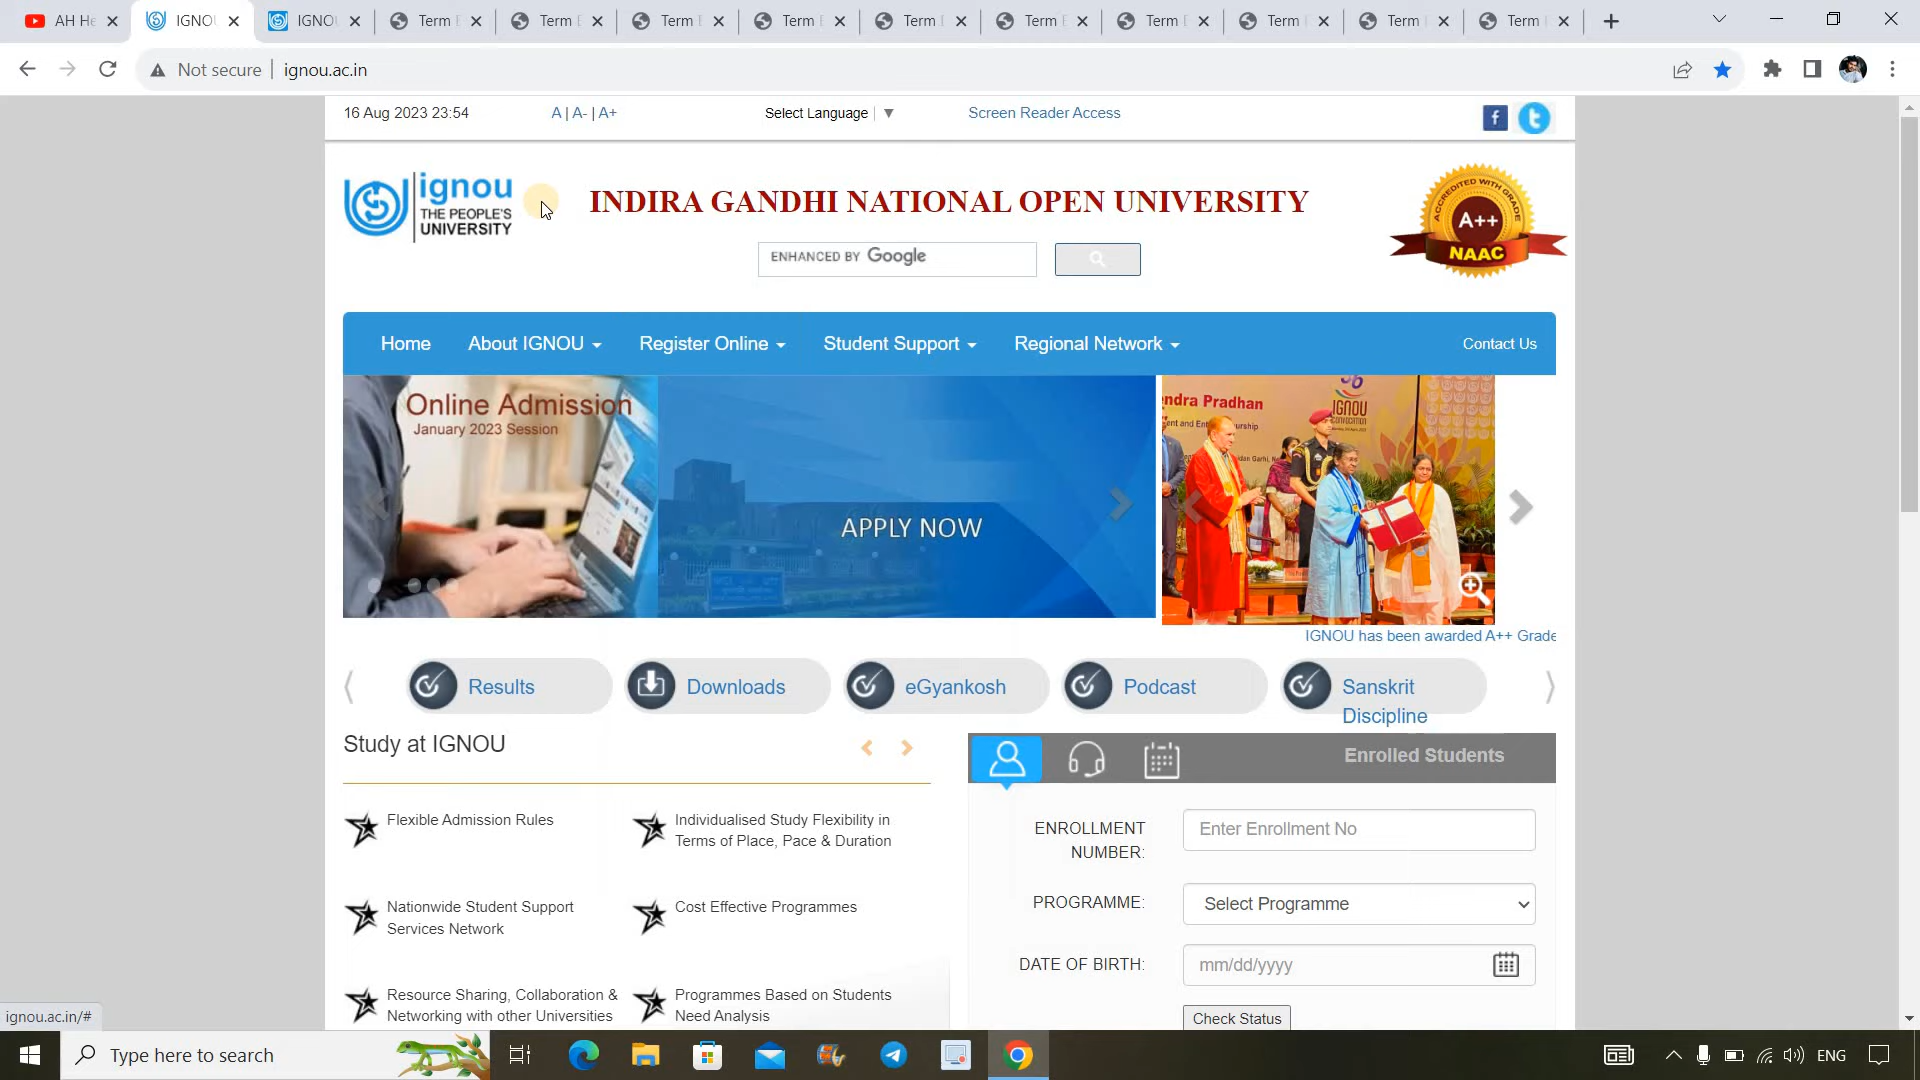 AH He
IGNOU
IGNOU
Term E
Term E
Term E
Term E
Term E
Term E
Term E
Term E
Term E
Term E
Not secure
ignou.ac.in
16 Aug 2023 23:54
A | A- | A+
Select Language ▼
Screen Reader Access
ignou
THE PEOPLE'S
UNIVERSITY
INDIRA GANDHI NATIONAL OPEN UNIVERSITY
ENHANCED BY Google
ACCREDITED WITH GRADE
A++
NAAC
Home
About IGNOU
Register Online
Student Support
Regional Network
Contact Us
Online Admission
January 2023 Session
APPLY NOW
endra Pradhan
IGNOU
CONVOCATION
IGNOU has been awarded A++ Grade
Results
Downloads
eGyankosh
Podcast
Sanskrit
Discipline
Study at IGNOU
Enrolled Students
Flexible Admission Rules
Individualised Study Flexibility in
Terms of Place, Pace & Duration
Nationwide Student Support
Services Network
Cost Effective Programmes
Resource Sharing, Collaboration &
Networking with other Universities
Programmes Based on Students
Need Analysis
ENROLLMENT
NUMBER:
Enter Enrollment No
PROGRAMME:
Select Programme
DATE OF BIRTH:
mm/dd/yyyy
Check Status
ignou.ac.in/#
Type here to search
ENG